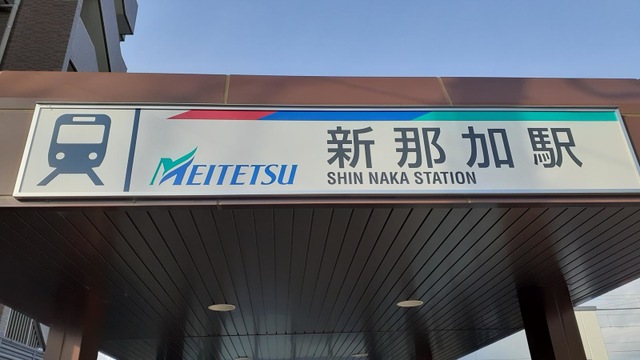 MEITETSU
新那加駅
SHIN NAKA STATION